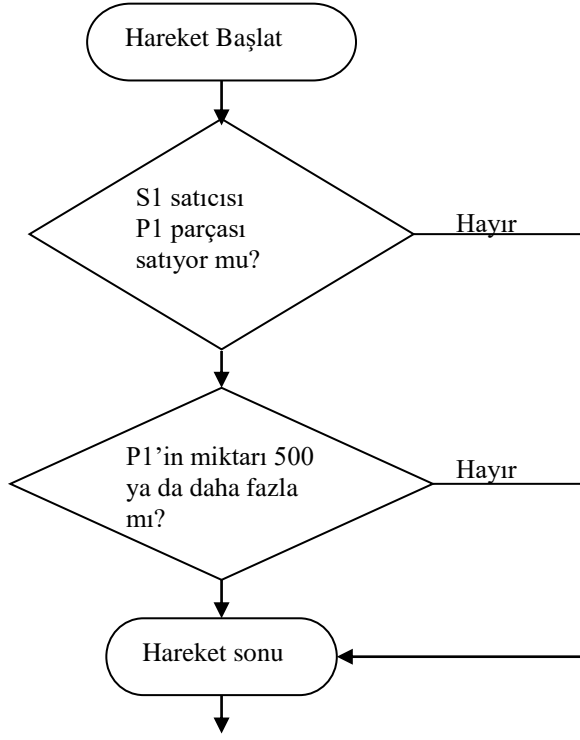 Hareket Başlat
S1 satıcısı
P1 parçası
satıyor mu?
Hayır
P1’in miktarı 500
ya da daha fazla
mı?
Hayır
Hareket sonu